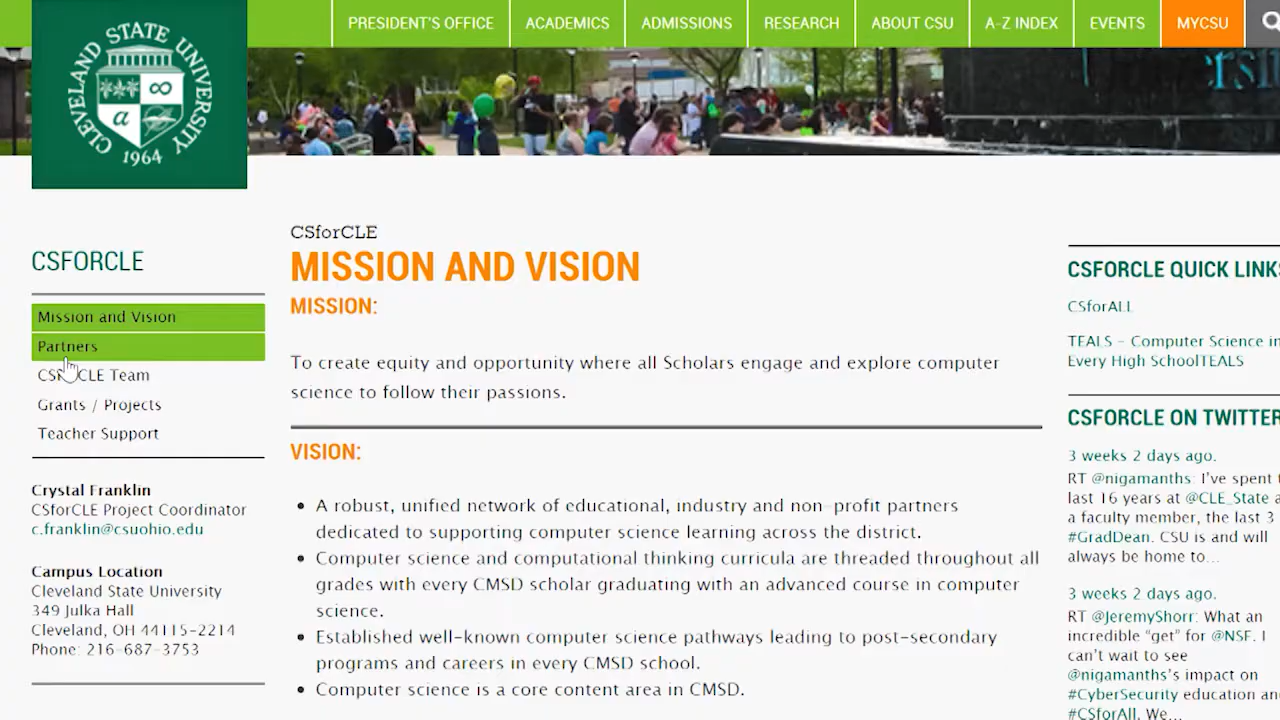 CLEVELAND STATE UNIVERSITY
1964
PRESIDENT'S OFFICE
ACADEMICS
ADMISSIONS
RESEARCH
ABOUT CSU
A-Z INDEX
EVENTS
MYCSU
CSFORCLE
Mission and Vision
Partners
Grants / Projects
Teacher Support
Crystal Franklin
CSforCLE Project Coordinator
c.franklin@csuohio.edu
Campus Location
Cleveland State University
349 Julka Hall
Cleveland, OH 44115-2214
Phone: 216-687-3753
CSforCLE
MISSION AND VISION
MISSION:
To create equity and opportunity where all Scholars engage and explore computer
science to follow their passions.
VISION:
• A robust, unified network of educational, industry and non-profit partners
dedicated to supporting computer science learning across the district.
• Computer science and computational thinking curricula are threaded throughout all
grades with every CMSD scholar graduating with an advanced course in computer
science.
• Established well-known computer science pathways leading to post-secondary
programs and careers in every CMSD school.
• Computer science is a core content area in CMSD.
CSFORCLE QUICK LINKS
CSforALL
TEALS - Computer Science in
Every High SchoolTEALS
CSFORCLE ON TWITTER
3 weeks 2 days ago.
RT @nigamanths: I've spent
last 16 years at @CLE_State a
a faculty member, the last 3
#GradDean. CSU is and will
always be home to...
3 weeks 2 days ago.
RT @JeremyShorr: What an
incredible "get" for @NSF. I
can't wait to see
@nigamanths's impact on
#CyberSecurity education an
#CSforAll. We...